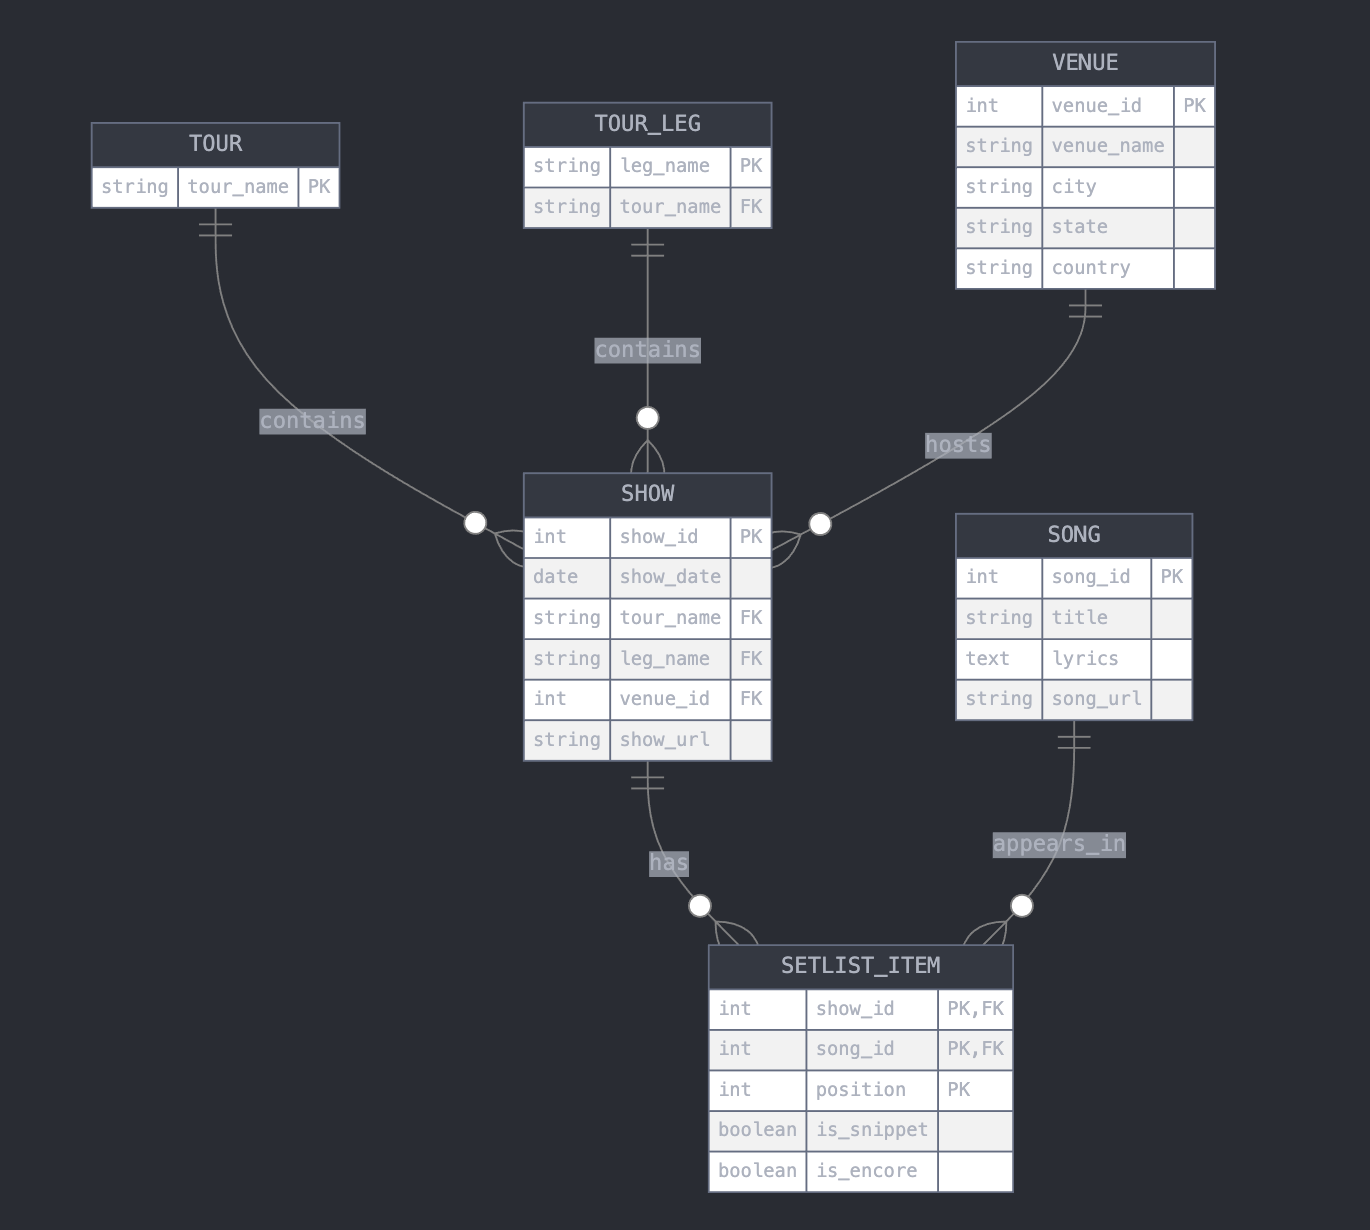 TOUR
string tour_name PK
TOUR_LEG
string leg_name PK
string tour_name FK
VENUE
int venue_id PK
string venue_name
string city
string state
string country
contains
contains
hosts
SHOW
int show_id PK
date show_date
string tour_name FK
string leg_name FK
int venue_id FK
string show_url
SONG
int song_id PK
string title
text lyrics
string song_url
has
appears_in
SETLIST_ITEM
int show_id PK,FK
int song_id PK,FK
int position PK
boolean is_snippet
boolean is_encore